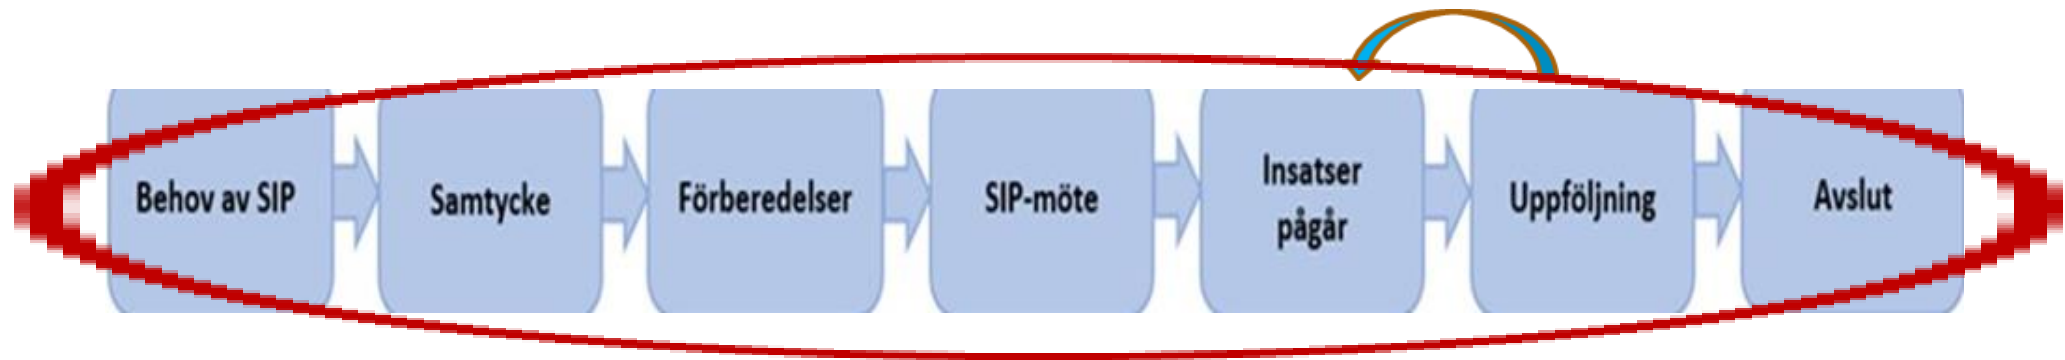 Behov av SIP
Samtycke
Förberedelser
SIP-möte
Insatser
pågår
Uppföljning
Avslut